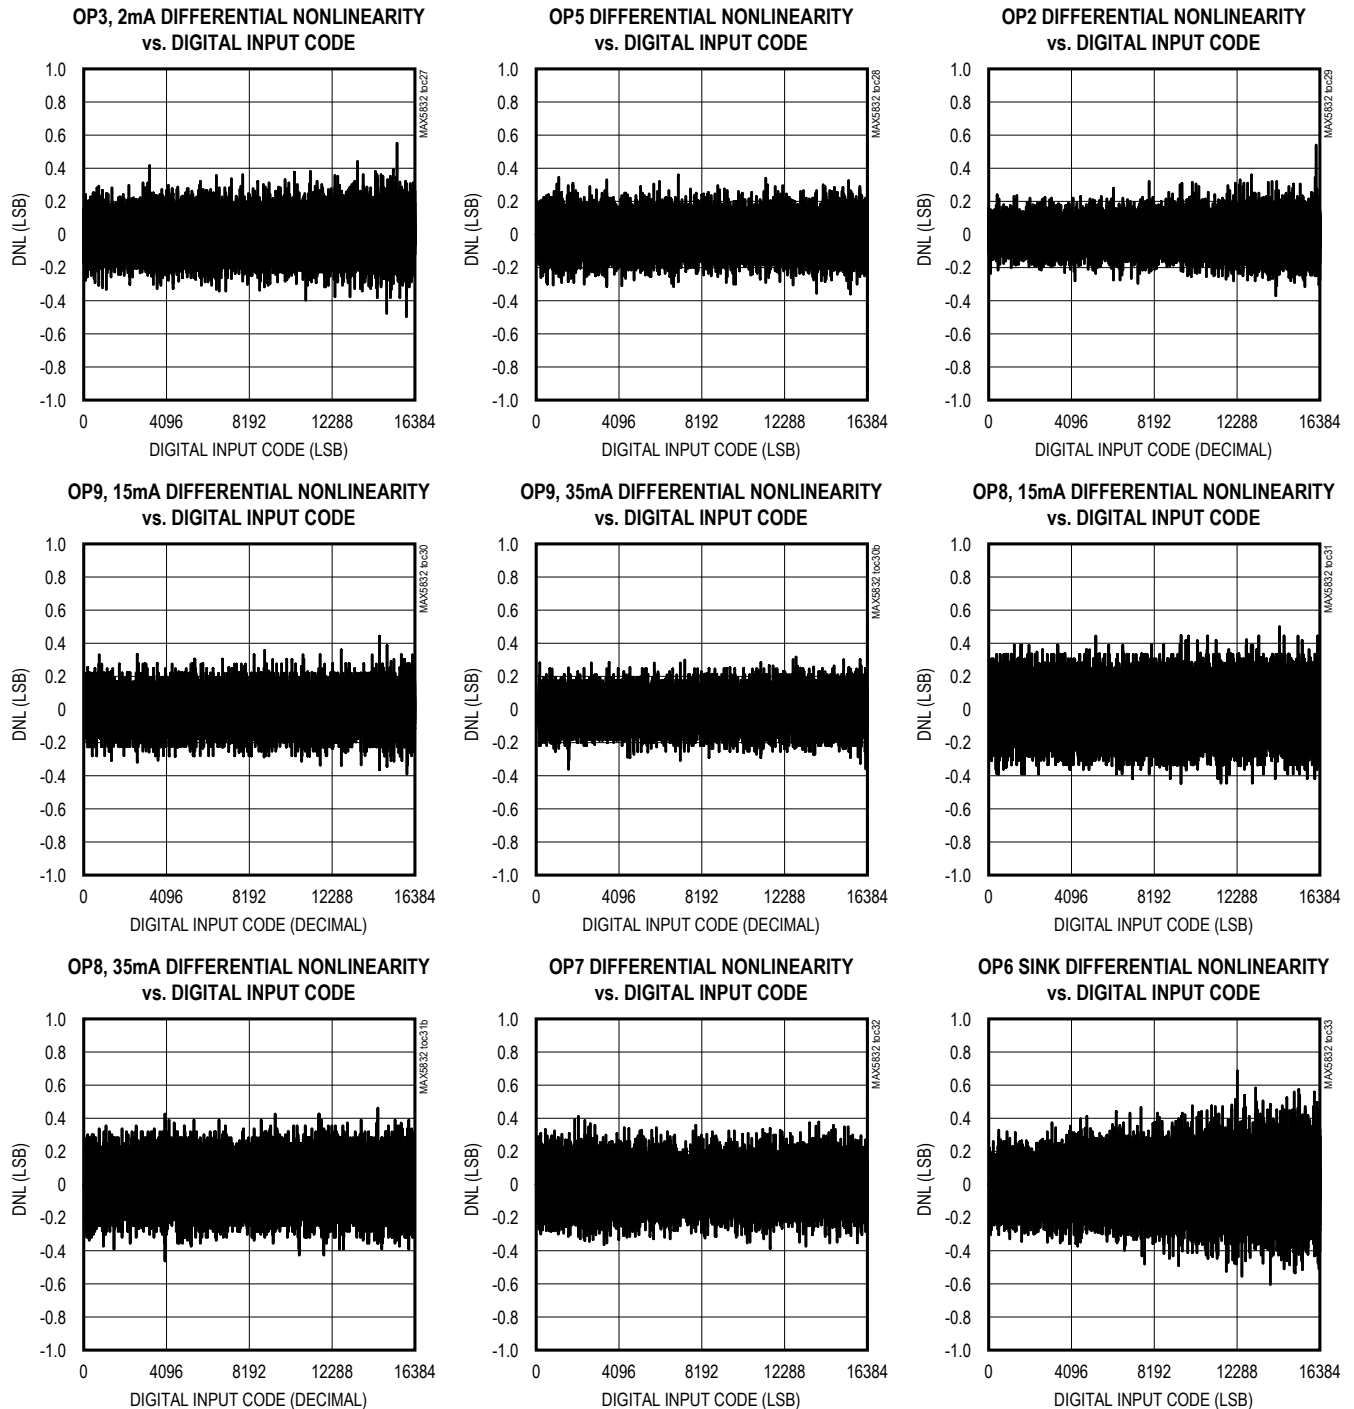 OP3, 2mA DIFFERENTIAL NONLINEARITY
vs. DIGITAL INPUT CODE
MAX5832 toc27
1.0
0.8
0.6
0.4
0.2
0
-0.2
-0.4
-0.6
-0.8
-1.0
DNL (LSB)
0 4096 8192 12288 16384
DIGITAL INPUT CODE (LSB)
OP5 DIFFERENTIAL NONLINEARITY
vs. DIGITAL INPUT CODE
MAX5832 toc28
1.0
0.8
0.6
0.4
0.2
0
-0.2
-0.4
-0.6
-0.8
-1.0
DNL (LSB)
0 4096 8192 12288 16384
DIGITAL INPUT CODE (LSB)
OP2 DIFFERENTIAL NONLINEARITY
vs. DIGITAL INPUT CODE
MAX5832 toc29
1.0
0.8
0.6
0.4
0.2
0
-0.2
-0.4
-0.6
-0.8
-1.0
DNL (LSB)
0 4096 8192 12288 16384
DIGITAL INPUT CODE (DECIMAL)
OP9, 15mA DIFFERENTIAL NONLINEARITY
vs. DIGITAL INPUT CODE
MAX5832 toc30
1.0
0.8
0.6
0.4
0.2
0
-0.2
-0.4
-0.6
-0.8
-1.0
DNL (LSB)
0 4096 8192 12288 16384
DIGITAL INPUT CODE (DECIMAL)
OP9, 35mA DIFFERENTIAL NONLINEARITY
vs. DIGITAL INPUT CODE
MAX5832 toc30b
1.0
0.8
0.6
0.4
0.2
0
-0.2
-0.4
-0.6
-0.8
-1.0
DNL (LSB)
0 4096 8192 12288 16384
DIGITAL INPUT CODE (DECIMAL)
OP8, 15mA DIFFERENTIAL NONLINEARITY
vs. DIGITAL INPUT CODE
MAX5832 toc31
1.0
0.8
0.6
0.4
0.2
0
-0.2
-0.4
-0.6
-0.8
-1.0
DNL (LSB)
0 4096 8192 12288 16384
DIGITAL INPUT CODE (LSB)
OP8, 35mA DIFFERENTIAL NONLINEARITY
vs. DIGITAL INPUT CODE
MAX5832 toc31b
1.0
0.8
0.6
0.4
0.2
0
-0.2
-0.4
-0.6
-0.8
-1.0
DNL (LSB)
0 4096 8192 12288 16384
DIGITAL INPUT CODE (DECIMAL)
OP7 DIFFERENTIAL NONLINEARITY
vs. DIGITAL INPUT CODE
MAX5832 toc32
1.0
0.8
0.6
0.4
0.2
0
-0.2
-0.4
-0.6
-0.8
-1.0
DNL (LSB)
0 4096 8192 12288 16384
DIGITAL INPUT CODE (LSB)
OP6 SINK DIFFERENTIAL NONLINEARITY
vs. DIGITAL INPUT CODE
MAX5832 toc33
1.0
0.8
0.6
0.4
0.2
0
-0.2
-0.4
-0.6
-0.8
-1.0
DNL (LSB)
0 4096 8192 12288 16384
DIGITAL INPUT CODE (LSB)